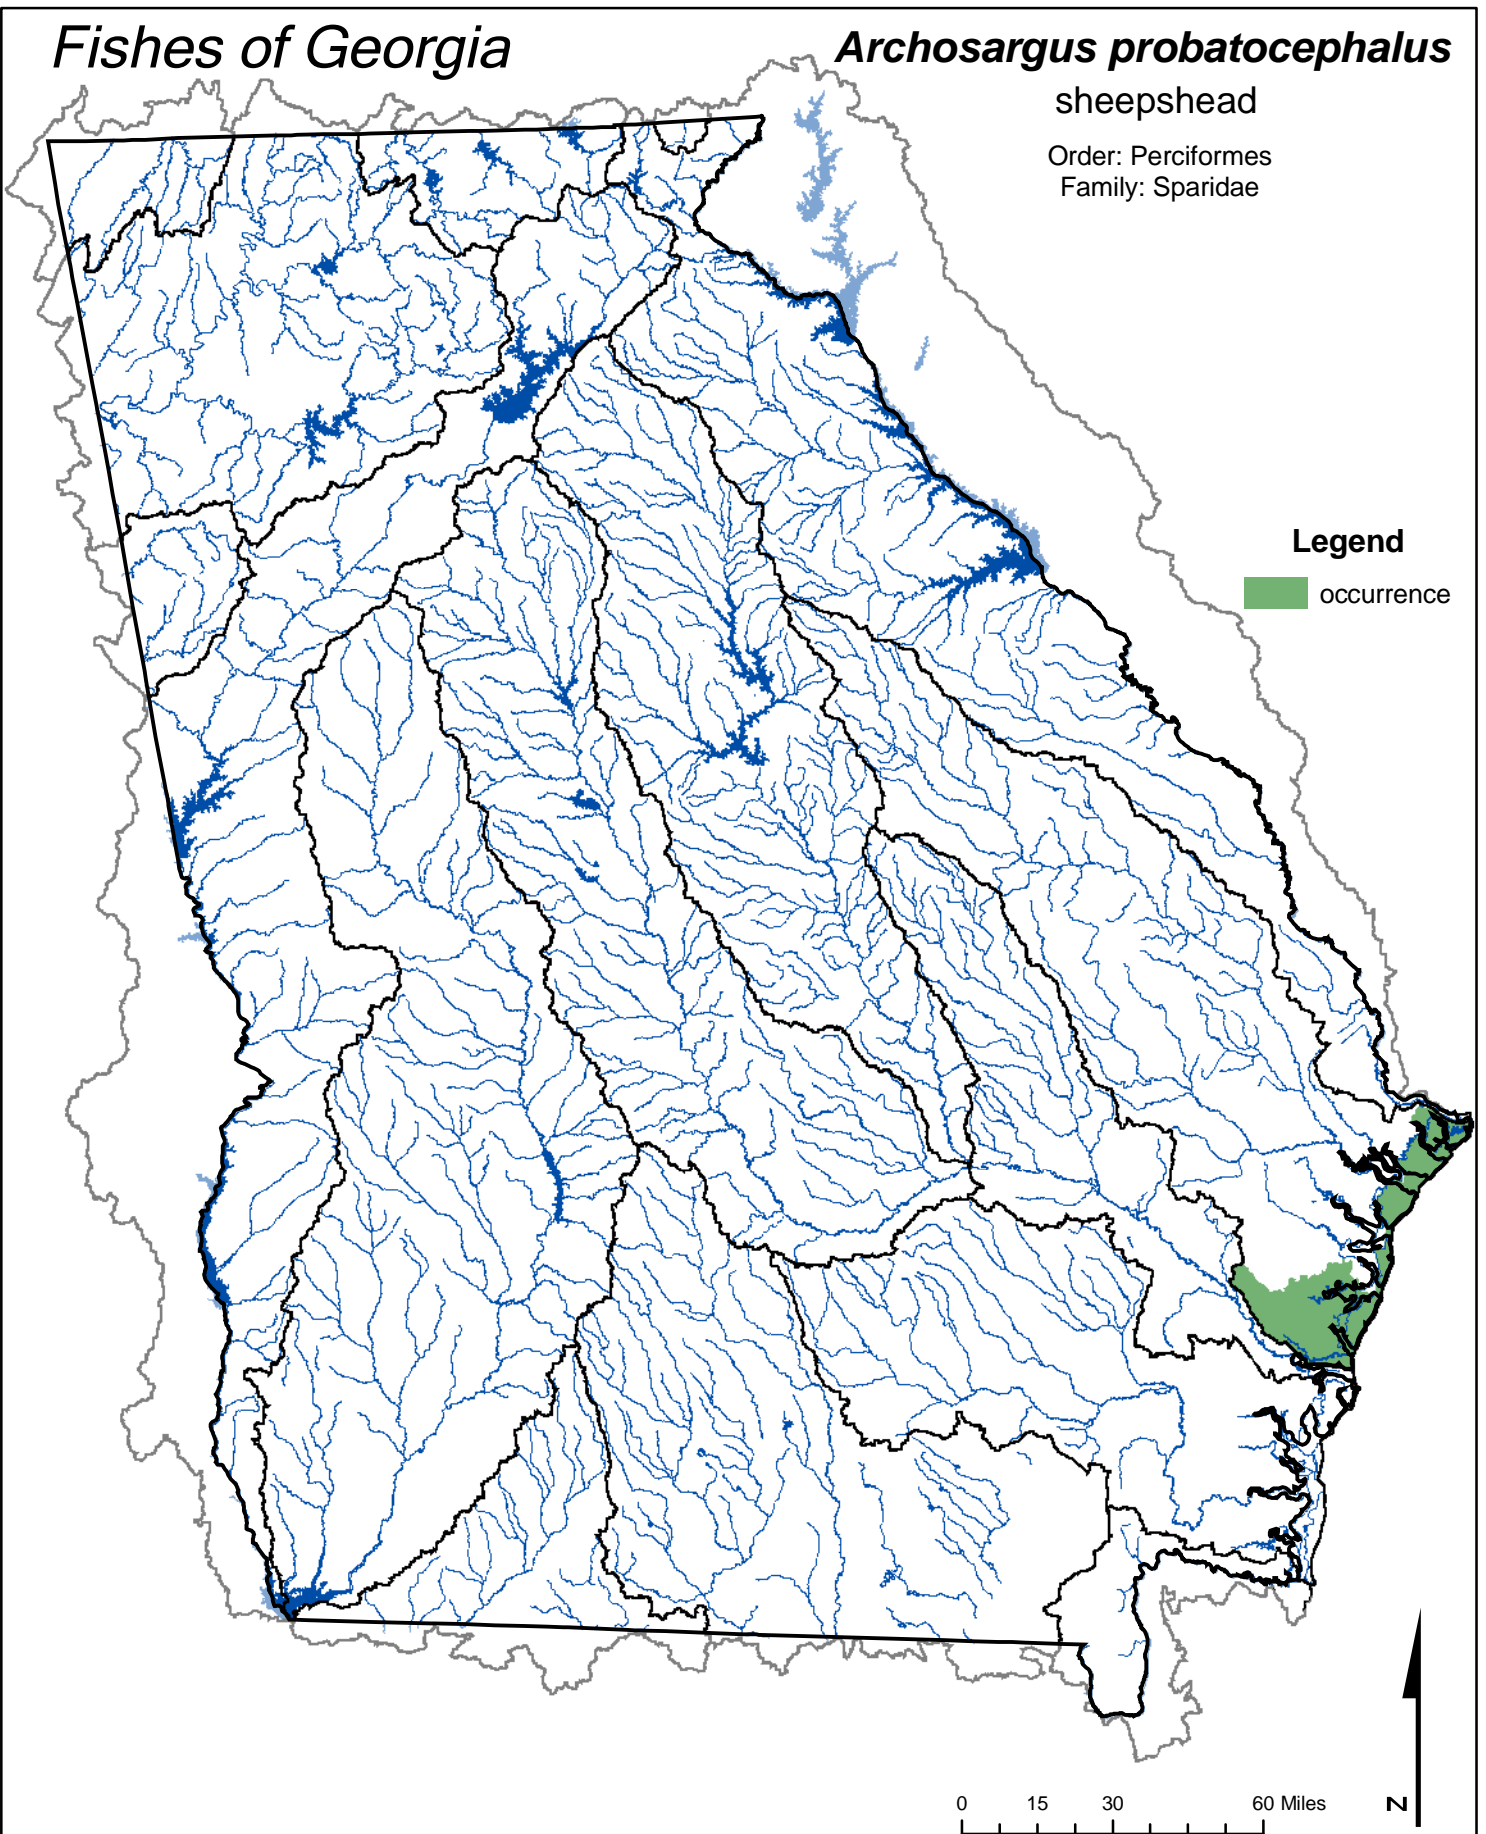 Fishes of Georgia
Archosargus probatocephalus
sheepshead
Order: Perciformes
Family: Sparidae
Legend
occurrence
0 15 30 60 Miles
N